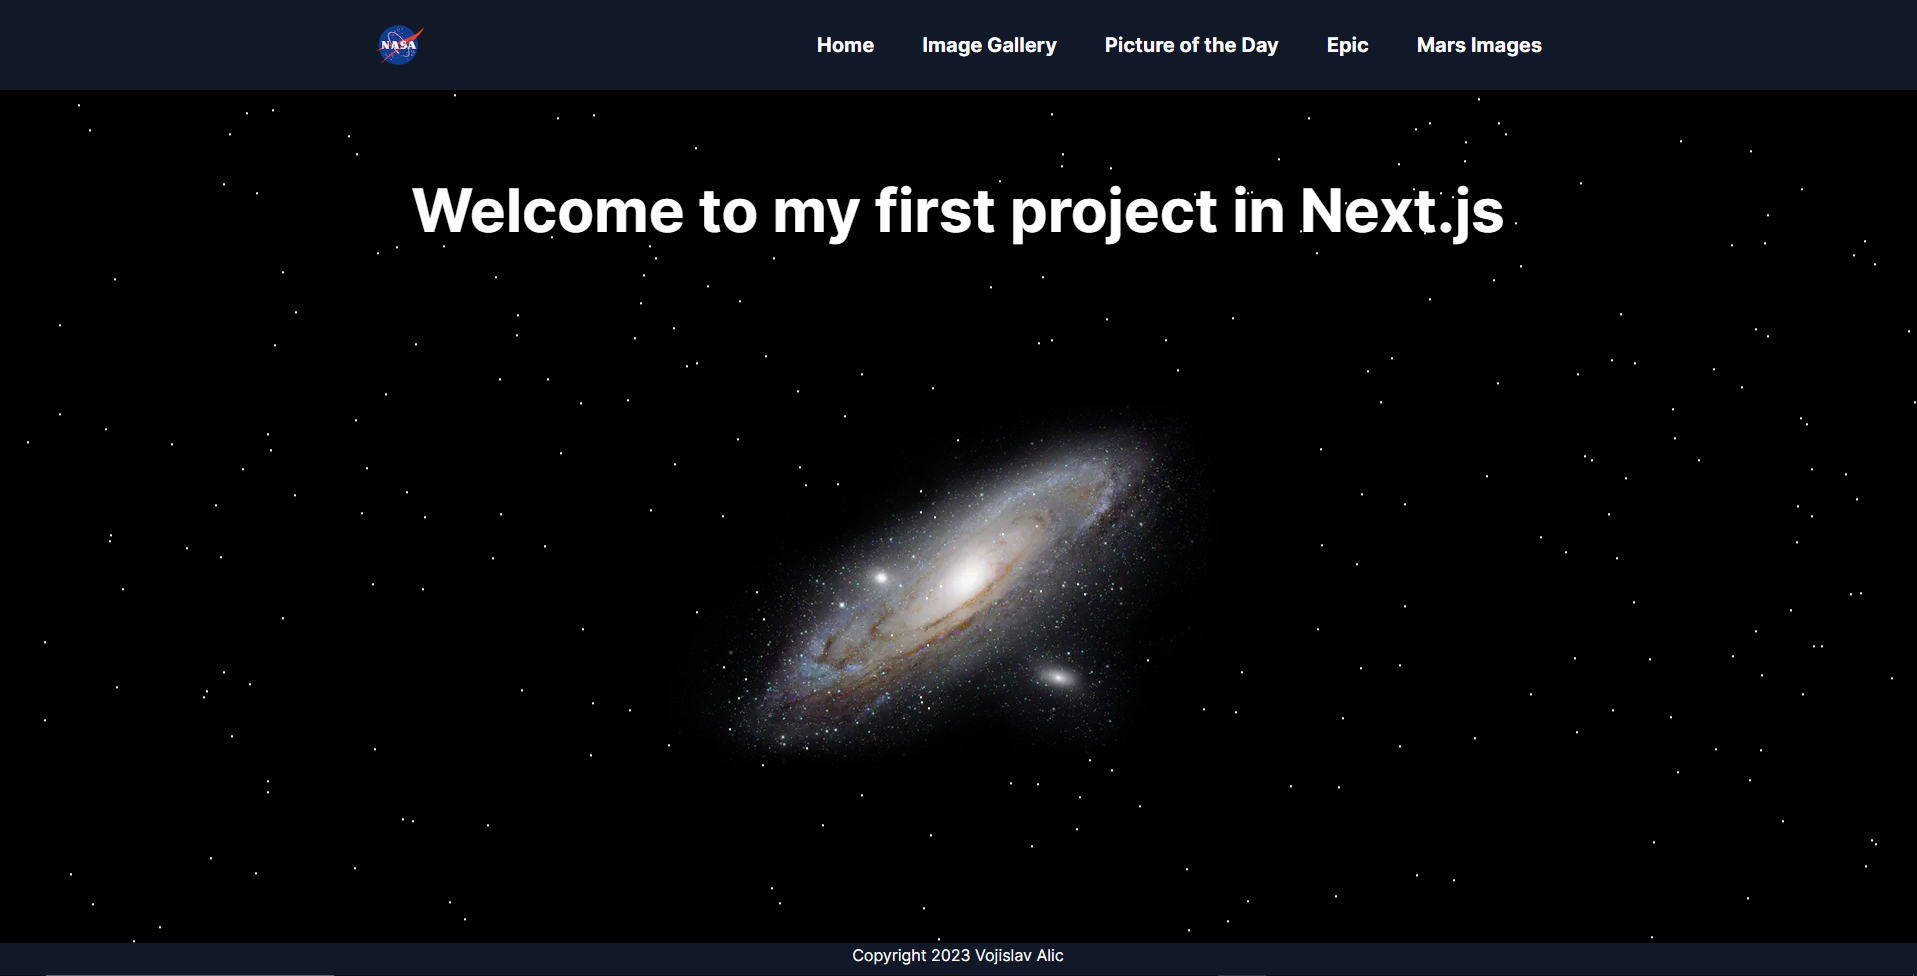 NASA
Home Image Gallery Picture of the Day Epic Mars Images
Welcome to my first project in Next.js
Copyright 2023 Vojislav Alic